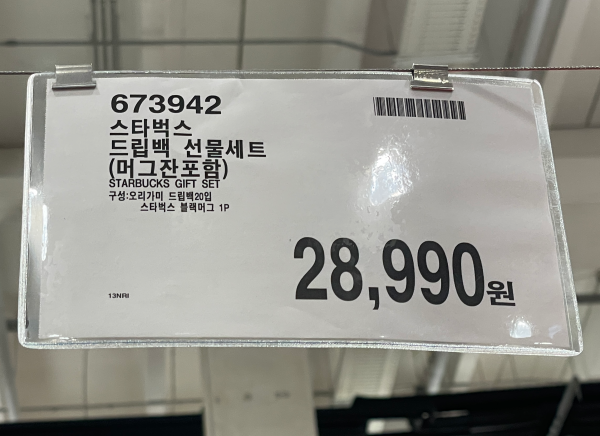 673942
스타벅스
드립백 선물세트
(머그잔포함)
STARBUCKS GIFT SET
구성:오리가미 드립백20입
스타벅스 블랙머그 1P
28,990원
13NRI